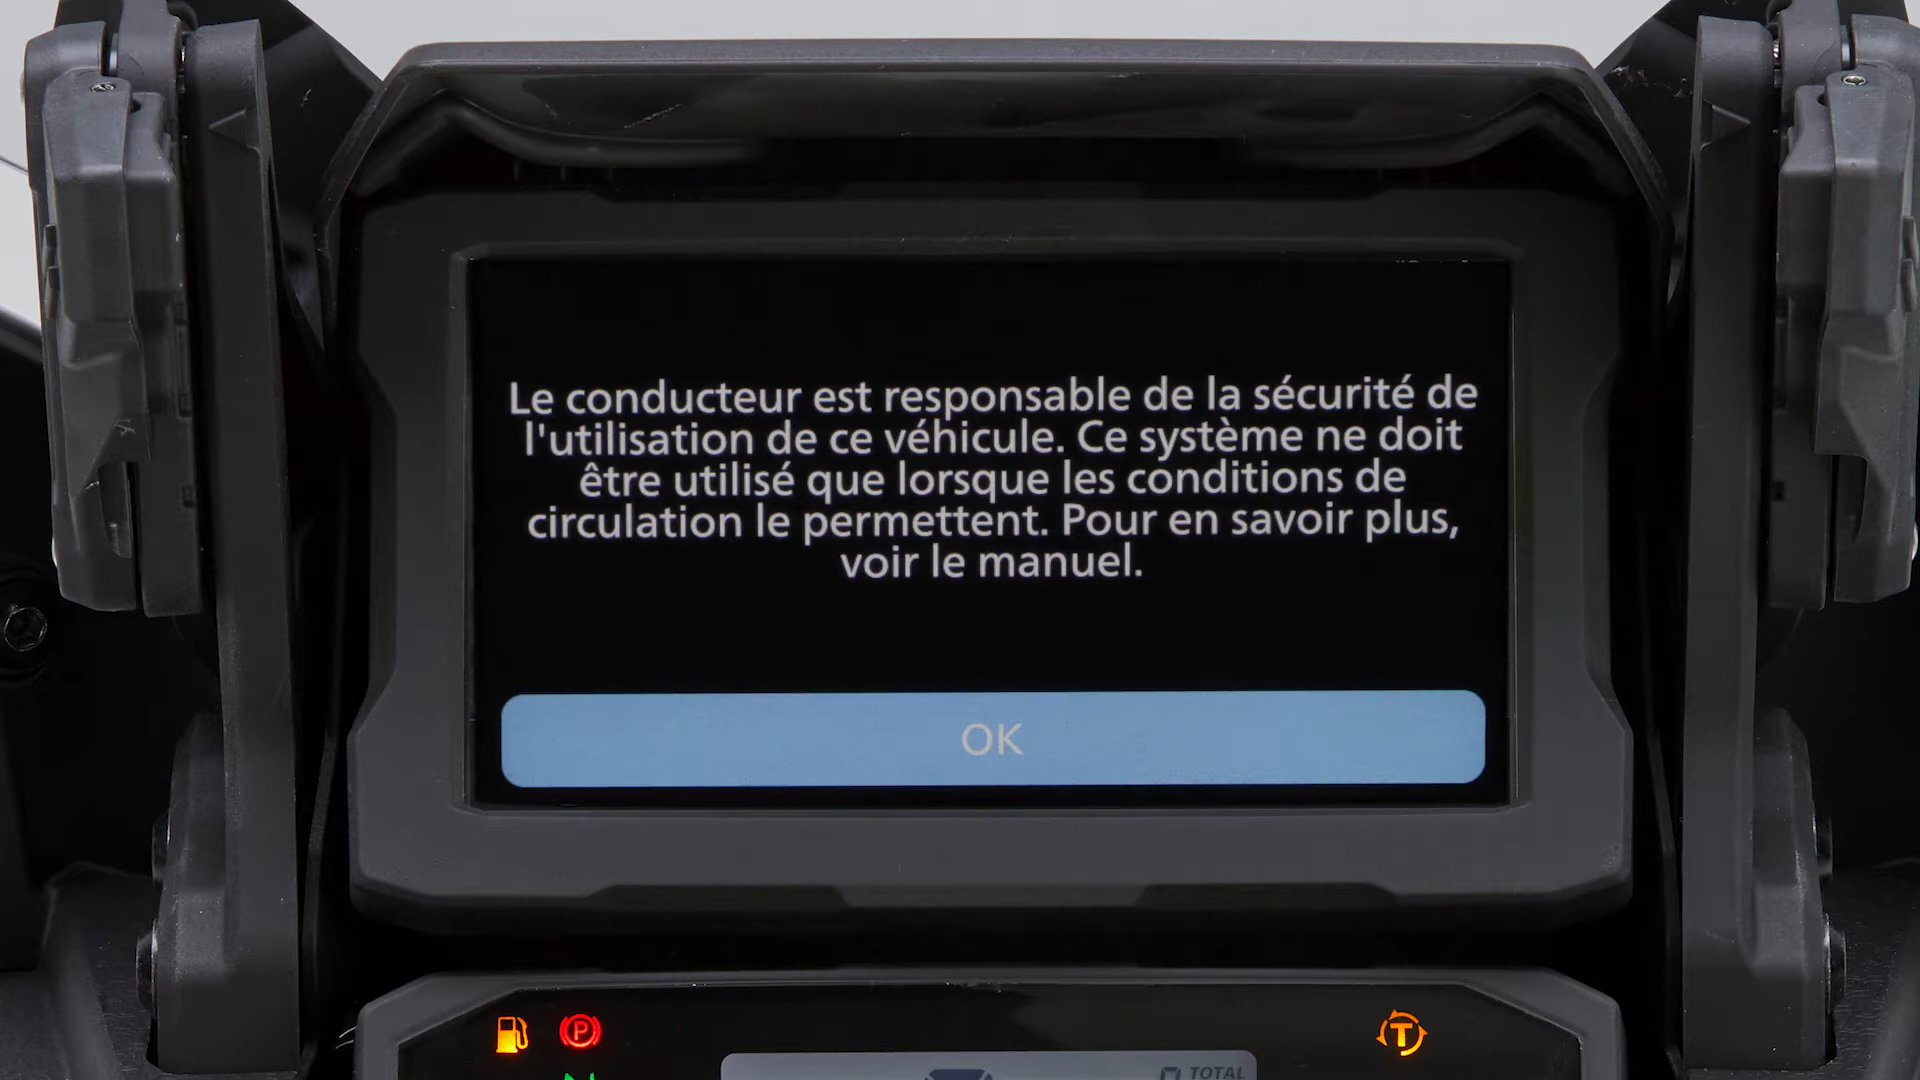 Le conducteur est responsable de la sécurité de
l'utilisation de ce véhicule. Ce système ne doit
être utilisé que lorsque les conditions de
circulation le permettent. Pour en savoir plus,
voir le manuel.
OK
P
T
TOTAL